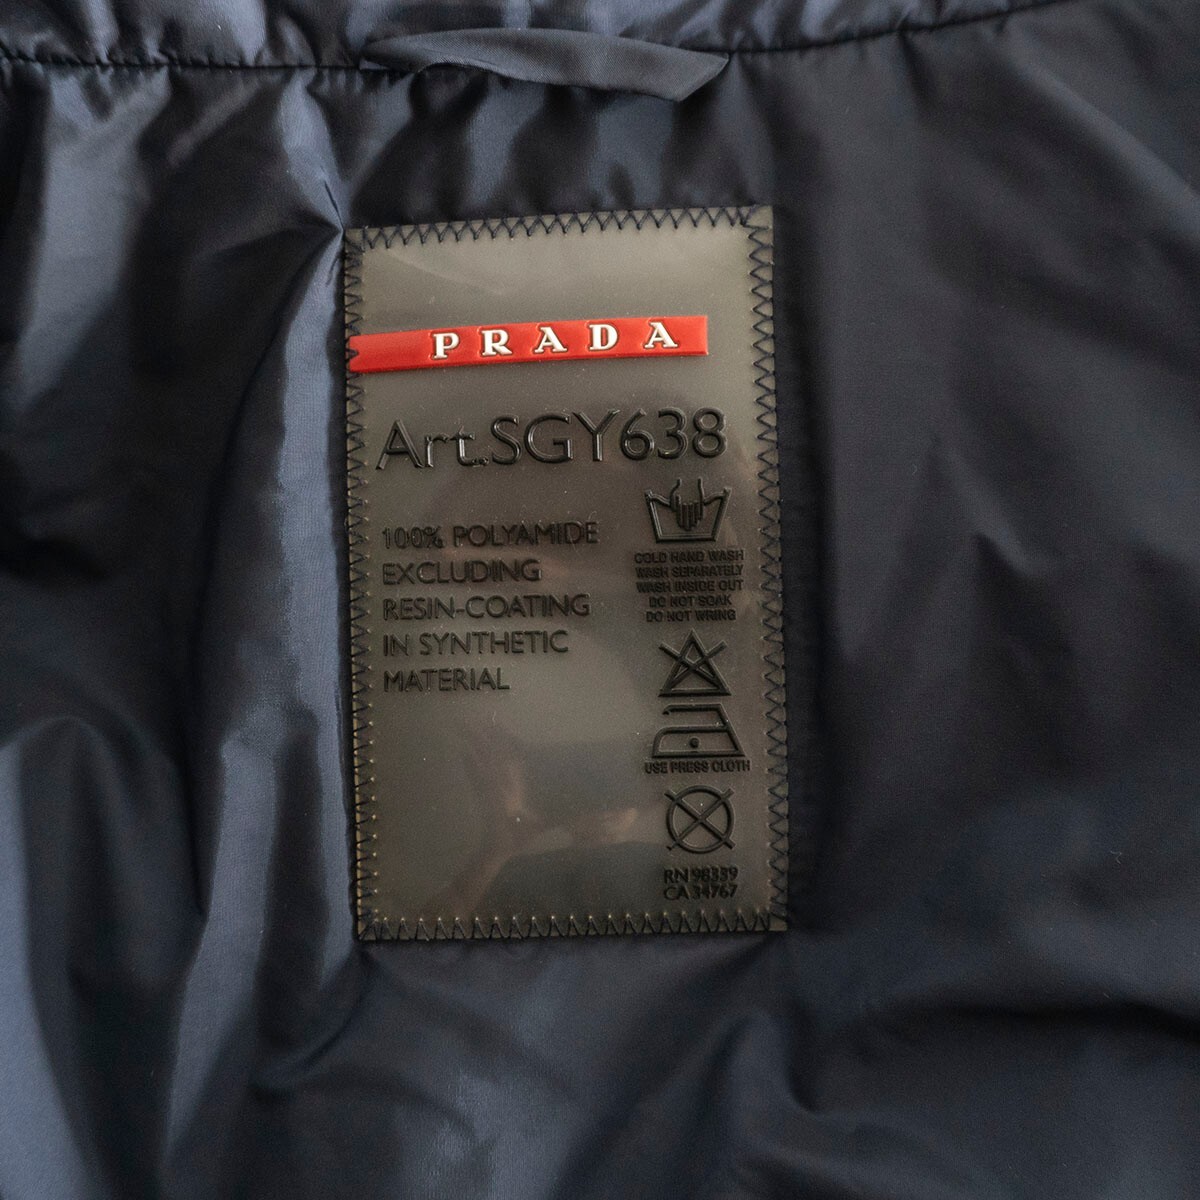 PRADA
Art.SGY638
100% POLYAMIDE
EXCLUDING
RESIN-COATING
IN SYNTHETIC
MATERIAL
COLD HAND WASH
WASH SEPARATELY
WASH INSIDE OUT
DO NOT SOAK
DO NOT WRING
USE PRESS CLOTH
RN 98339
CA 34767